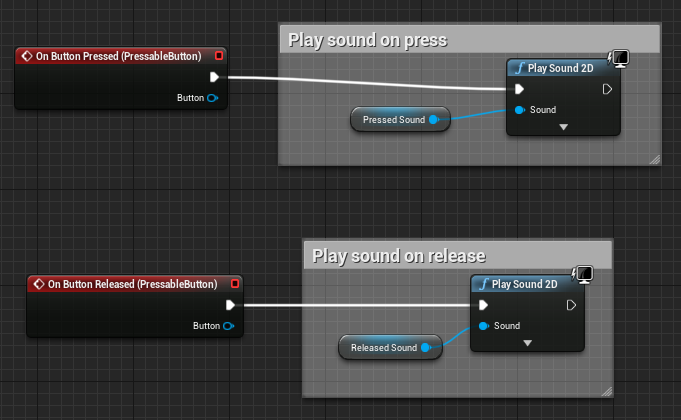 Play sound on press
On Button Pressed (PressableButton)
Button
Play Sound 2D
Sound
Pressed Sound
Play sound on release
On Button Released (PressableButton)
Button
Play Sound 2D
Sound
Released Sound